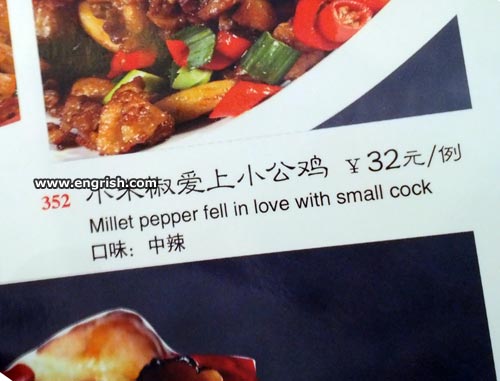 www.engrish.com
352 小米椒爱上小公鸡 ¥32元/例
Millet pepper fell in love with small cock
口味：中辣